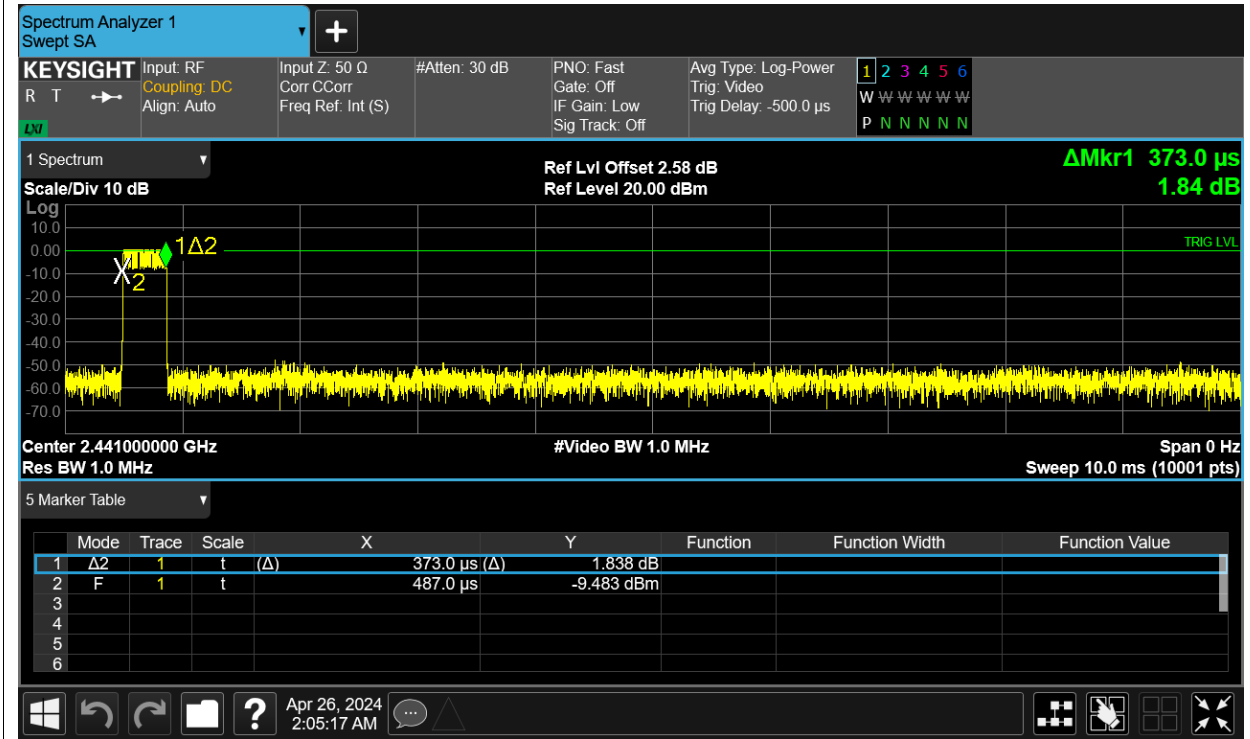 Spectrum Analyzer 1
Swept SA
KEYSIGHT
R T
LXI
Input: RF
Coupling: DC
Align: Auto
Input Z: 50 Ω
Corr CCorr
Freq Ref: Int (S)
#Atten: 30 dB
PNO: Fast
Gate: Off
IF Gain: Low
Sig Track: Off
Avg Type: Log-Power
Trig: Video
Trig Delay: -500.0 µs
1 2 3 4 5 6
W W W W W W
P N N N N N
1 Spectrum
Scale/Div 10 dB
Ref Lvl Offset 2.58 dB
Ref Level 20.00 dBm
ΔMkr1 373.0 µs
1.84 dB
Log
10.0
0.00
-10.0
-20.0
-30.0
-40.0
-50.0
-60.0
-70.0
1Δ2
X2
TRIG LVL
Center 2.441000000 GHz
#Video BW 1.0 MHz
Span 0 Hz
Res BW 1.0 MHz
Sweep 10.0 ms (10001 pts)
5 Marker Table
Mode Trace Scale X Y Function Function Width Function Value
1 Δ2 1 t (Δ) 373.0 µs (Δ) 1.838 dB
2 F 1 t 487.0 µs -9.483 dBm
3
4
5
6
?
Apr 26, 2024
2:05:17 AM